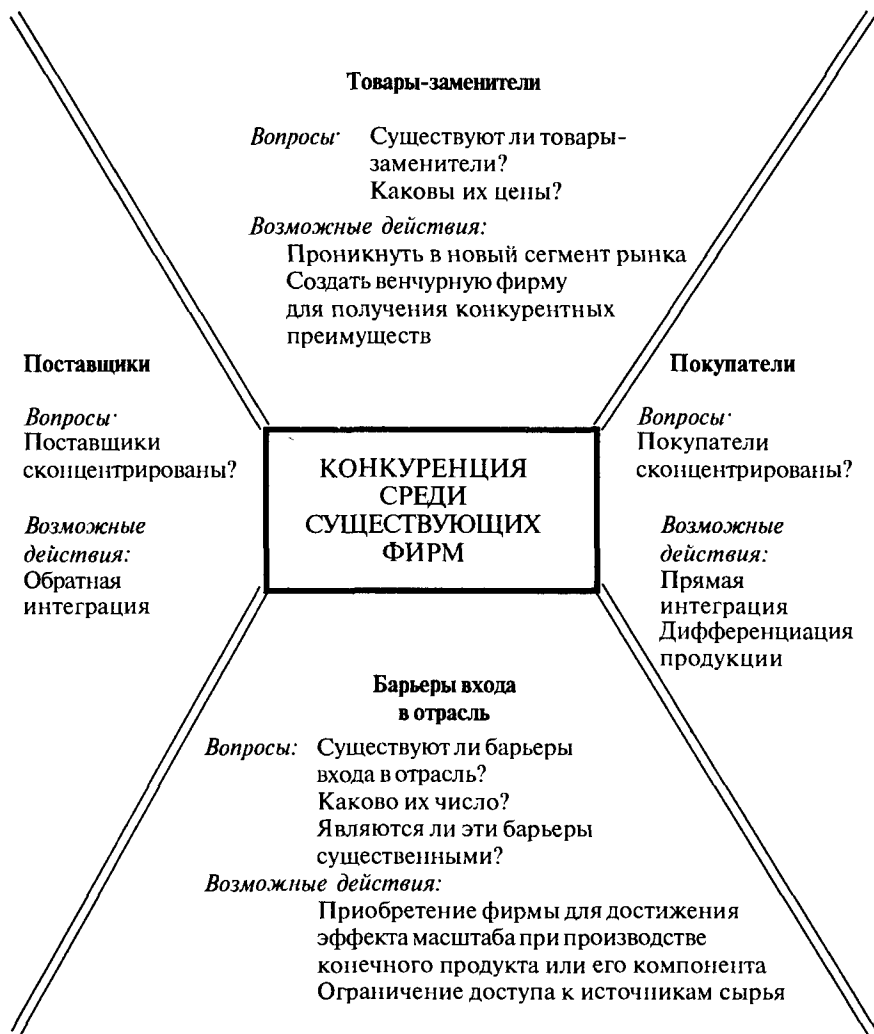 Товары-заменители
Вопросы· Существуют ли товары-
заменители?
Каковы их цены?
Возможные действия:
Проникнуть в новый сегмент рынка
Создать венчурную фирму
для получения конкурентных
преимуществ
Поставщики
Вопросы·
Поставщики
сконцентрированы?
Возможные
действия:
Обратная
интеграция
КОНКУРЕНЦИЯ
СРЕДИ
СУЩЕСТВУЮЩИХ
ФИРМ
Покупатели
Вопросы·
Покупатели
сконцентрированы?
Возможные
действия:
Прямая
интеграция
Дифференциация
продукции
Барьеры входа
в отрасль
Вопросы: Существуют ли барьеры
входа в отрасль?
Каково их число?
Являются ли эти барьеры
существенными?
Возможные действия:
Приобретение фирмы для достижения
эффекта масштаба при производстве
конечного продукта или его компонента
Ограничение доступа к источникам сырья